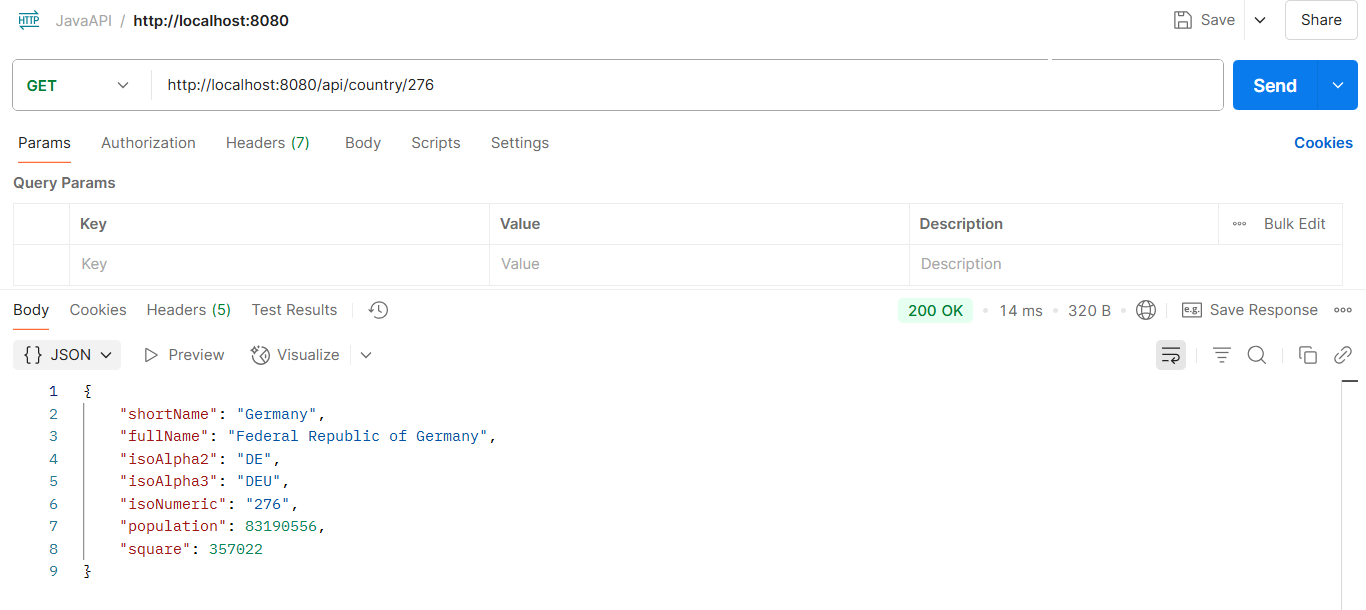 HTTP JavaAPI / http://localhost:8080 Save Share
GET http://localhost:8080/api/country/276 Send
Params Authorization Headers (7) Body Scripts Settings Cookies
Query Params
Key Value Description Bulk Edit
Key Value Description
Body Cookies Headers (5) Test Results 200 OK • 14 ms • 320 B • e.g. Save Response
{} JSON Preview Visualize
1 {
2 "shortName": "Germany",
3 "fullName": "Federal Republic of Germany",
4 "isoAlpha2": "DE",
5 "isoAlpha3": "DEU",
6 "isoNumeric": "276",
7 "population": 83190556,
8 "square": 357022
9 }